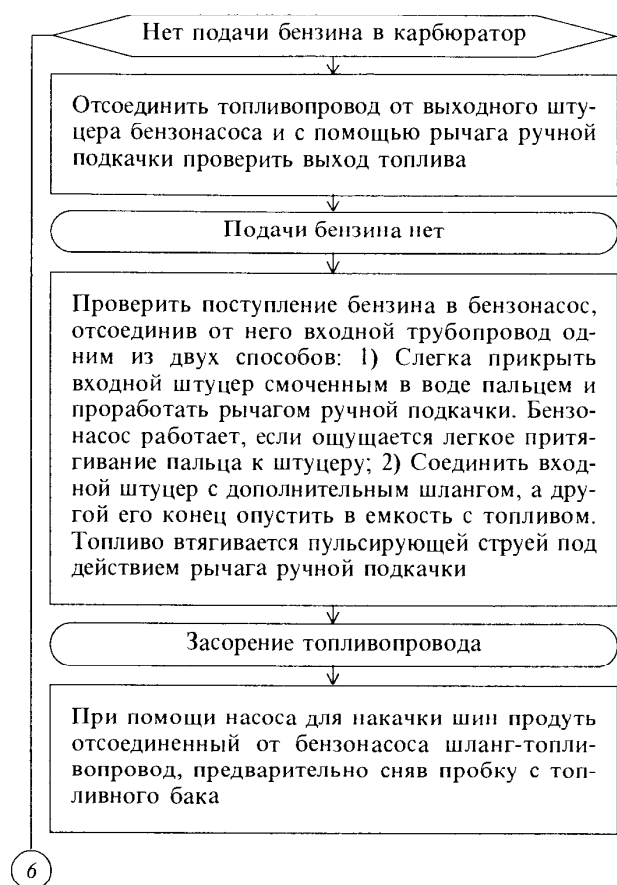 Нет подачи бензина в карбюратор
Отсоединить топливопровод от выходного шту-
цера бензонасоса и с помощью рычага ручной
подкачки проверить выход топлива
Подачи бензина нет
Проверить поступление бензина в бензонасос,
отсоединив от него входной трубопровод од-
ним из двух способов: 1) Слегка прикрыть
входной штуцер смоченным в воде пальцем и
проработать рычагом ручной подкачки. Бензо-
насос работает, если ощущается легкое притя-
гивание пальца к штуцеру; 2) Соединить вход-
ной штуцер с дополнительным шлангом, а дру-
гой его конец опустить в емкость с топливом.
Топливо втягивается пульсирующей струей под
действием рычага ручной подкачки
Засорение топливопровода
При помощи насоса для накачки шин продуть
отсоединенный от бензонасоса шланг-топли-
вопровод, предварительно сняв пробку с топ-
ливного бака
6